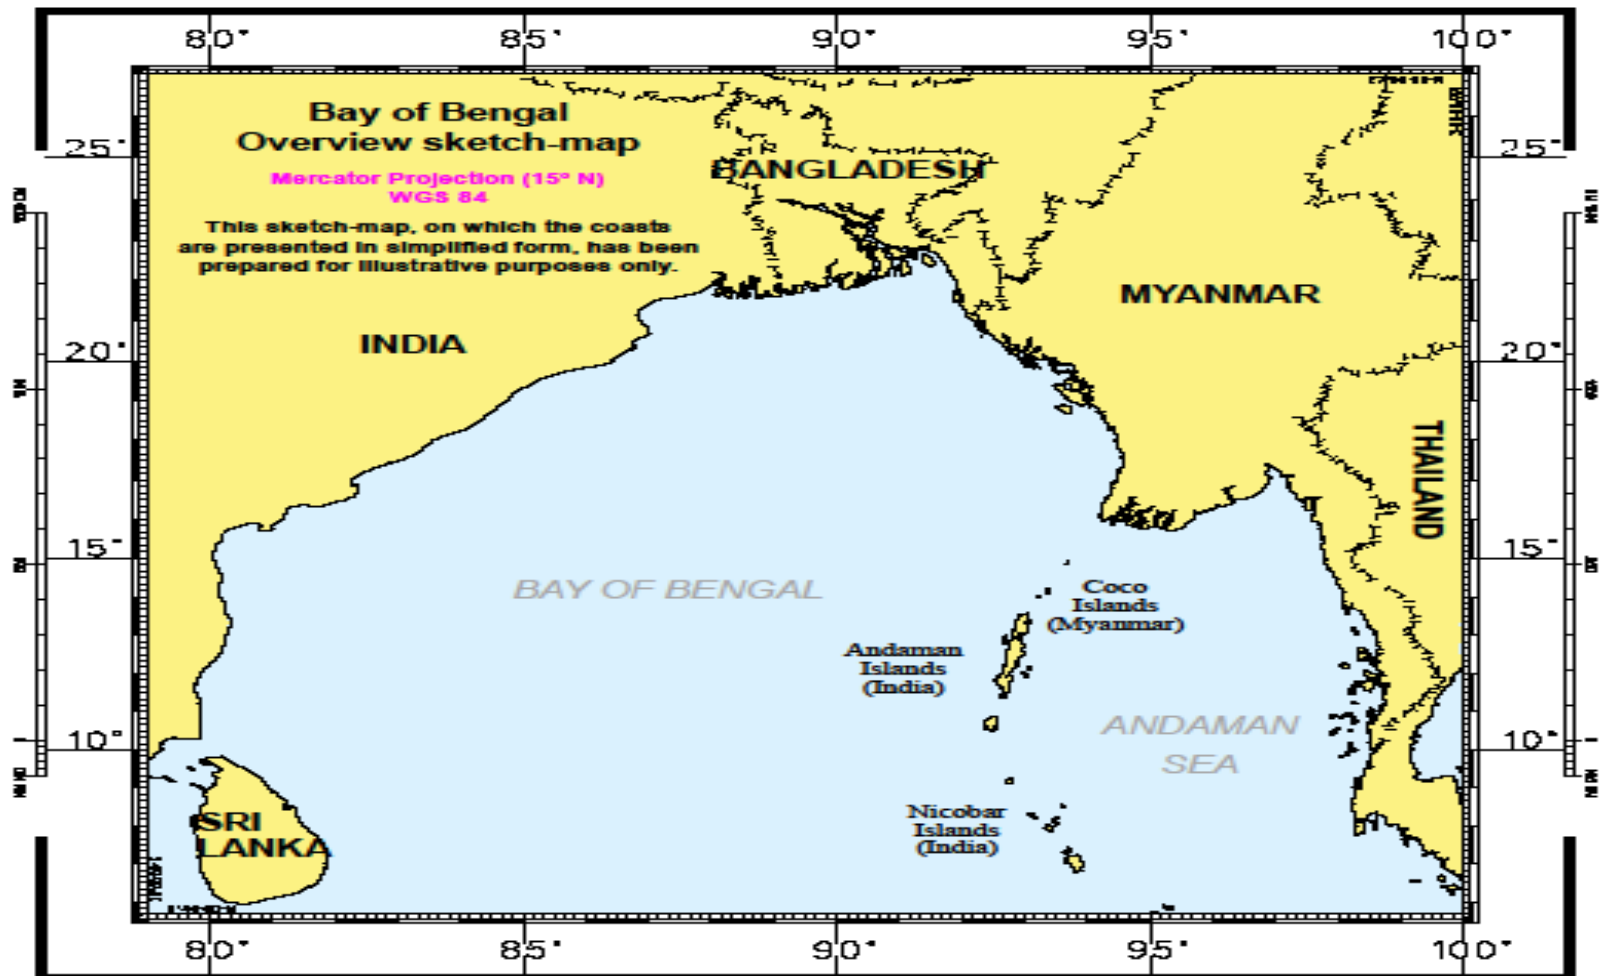 80° 85° 90° 95° 100°
Bay of Bengal
Overview sketch-map
25° 25°
BANGLADESH
Mercator Projection (15° N)
WGS 84
This sketch-map, on which the coasts
are presented in simplified form, has been
prepared for illustrative purposes only.
MYANMAR
INDIA
20° 20°
THAILAND
15° 15°
BAY OF BENGAL
Coco
Islands
(Myanmar)
Andaman
Islands
(India)
ANDAMAN
SEA
10° 10°
Nicobar
Islands
(India)
SRI
LANKA
80° 85° 90° 95° 100°